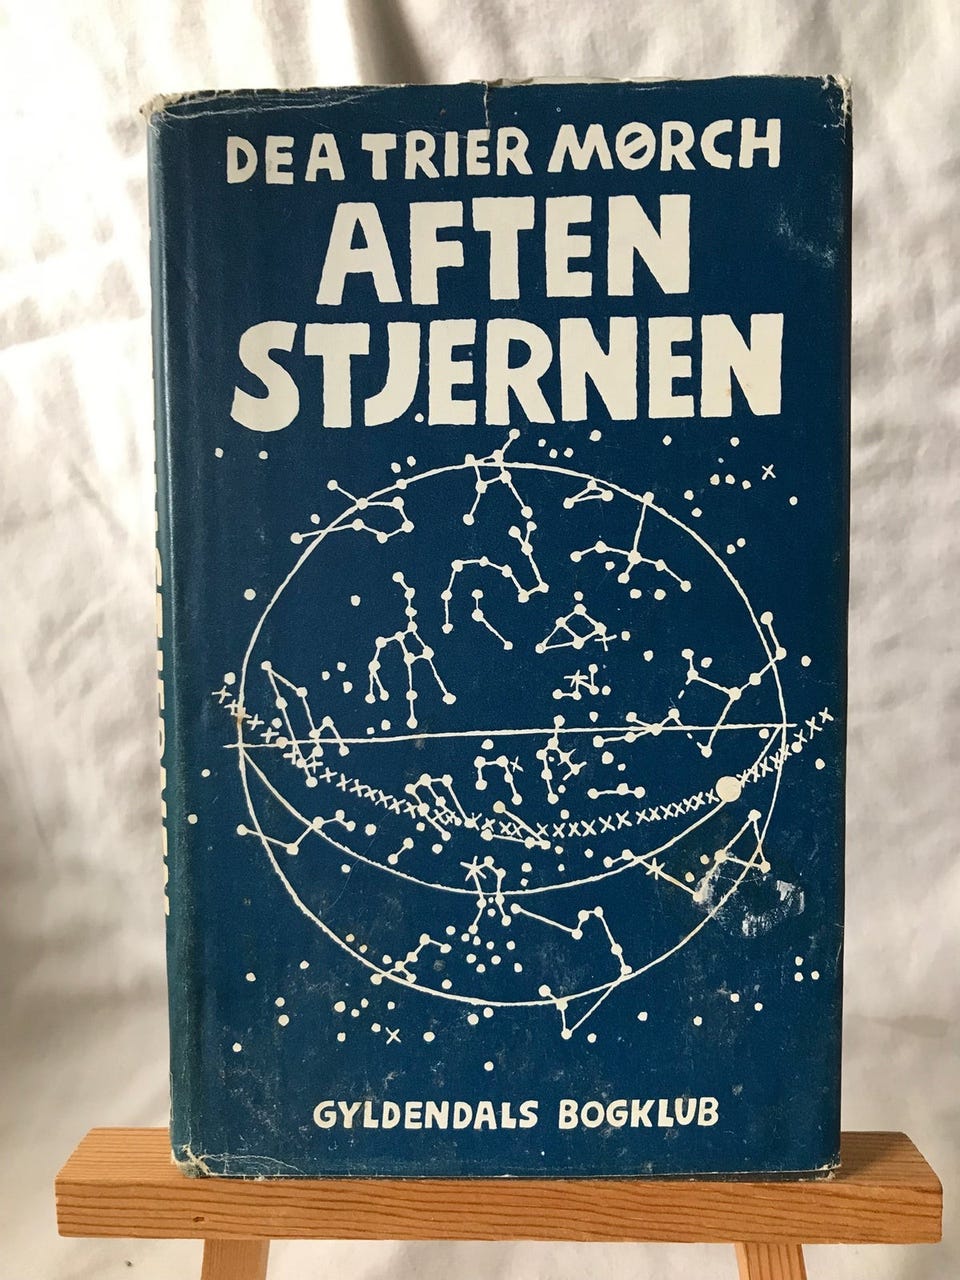 DEA TRIER MØRCH
AFTEN
STJERNEN
GYLDENDALS BOGKLUB